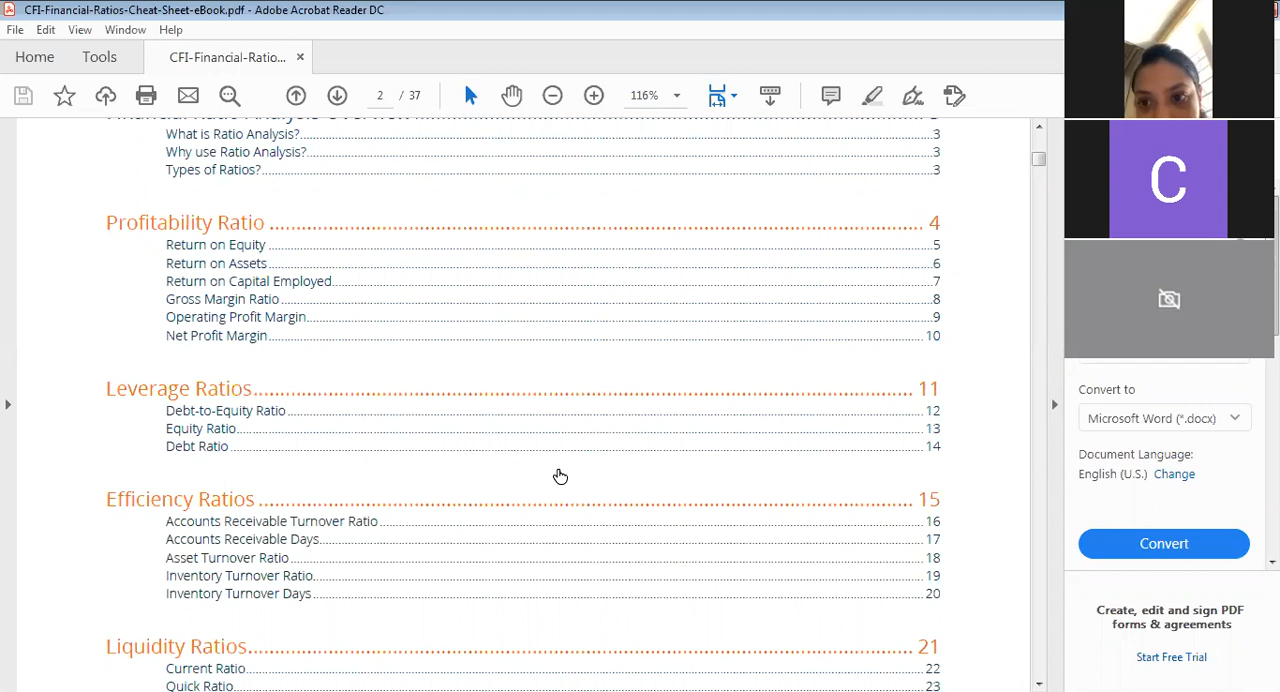 CFI-Financial-Ratios-Cheat-Sheet-eBook.pdf - Adobe Acrobat Reader DC
File Edit View Window Help
Home Tools CFI-Financial-Ratio... ×
2 / 37 116%
What is Ratio Analysis? 3
Why use Ratio Analysis? 3
Types of Ratios? 3
Profitability Ratio 4
Return on Equity 5
Return on Assets 6
Return on Capital Employed 7
Gross Margin Ratio 8
Operating Profit Margin 9
Net Profit Margin 10
Leverage Ratios 11
Debt-to-Equity Ratio 12
Equity Ratio 13
Debt Ratio 14
Efficiency Ratios 15
Accounts Receivable Turnover Ratio 16
Accounts Receivable Days 17
Asset Turnover Ratio 18
Inventory Turnover Ratio 19
Inventory Turnover Days 20
Liquidity Ratios 21
Current Ratio 22
Quick Ratio 23
C
Convert to
Microsoft Word (*.docx)
Document Language:
English (U.S.) Change
Convert
Create, edit and sign PDF
forms & agreements
Start Free Trial